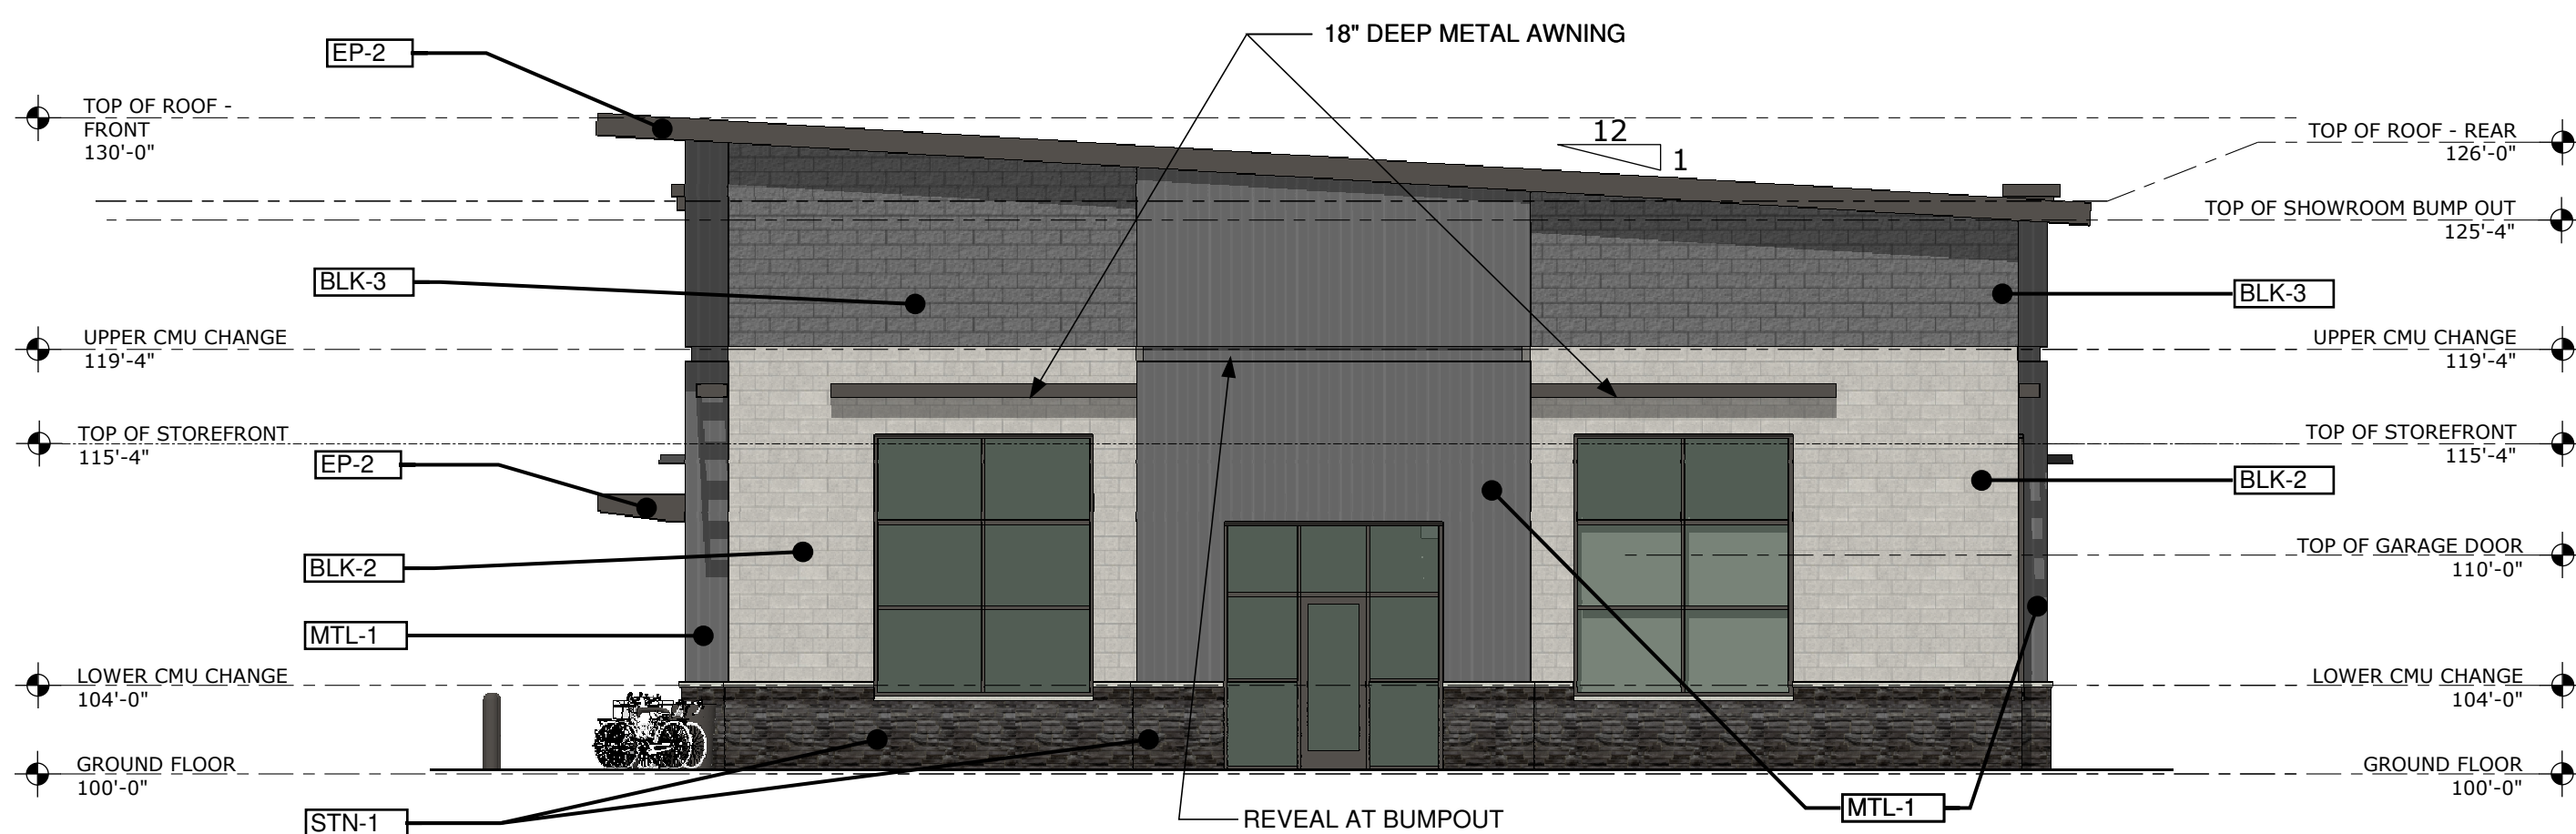 18" DEEP METAL AWNING
EP-2
TOP OF ROOF -
FRONT
130'-0"
12
1
TOP OF ROOF - REAR
126'-0"
TOP OF SHOWROOM BUMP OUT
125'-4"
BLK-3
BLK-3
UPPER CMU CHANGE
119'-4"
UPPER CMU CHANGE
119'-4"
TOP OF STOREFRONT
115'-4"
TOP OF STOREFRONT
115'-4"
EP-2
BLK-2
BLK-2
TOP OF GARAGE DOOR
110'-0"
MTL-1
LOWER CMU CHANGE
104'-0"
LOWER CMU CHANGE
104'-0"
GROUND FLOOR
100'-0"
GROUND FLOOR
100'-0"
MTL-1
STN-1
REVEAL AT BUMPOUT